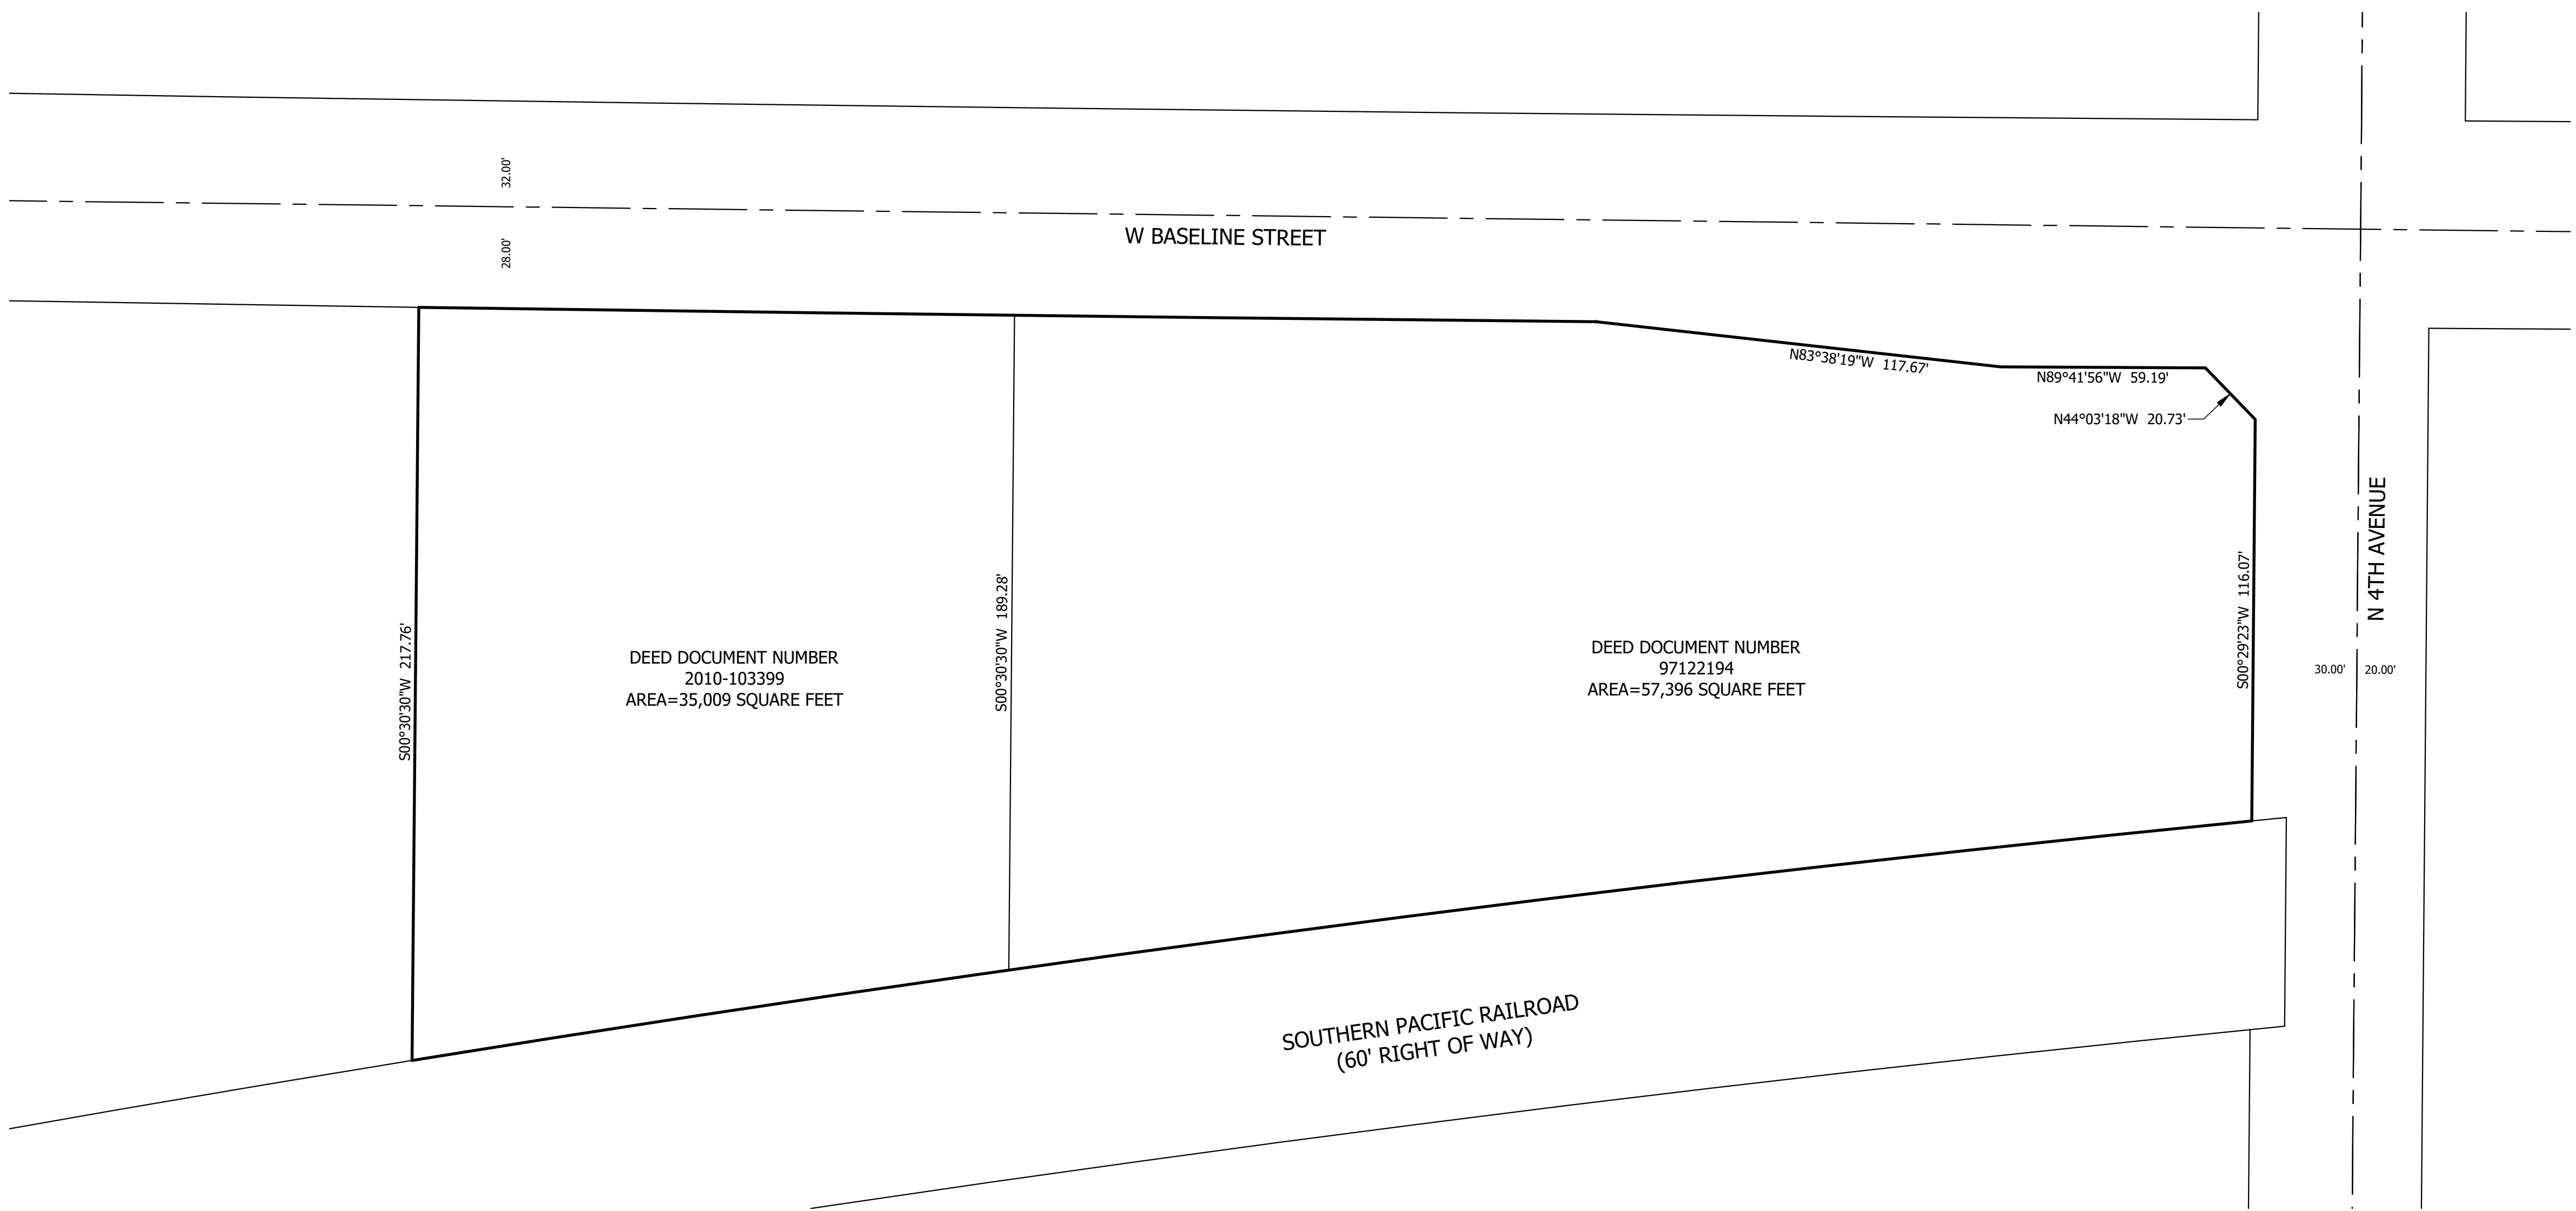 32.00'
28.00'
W BASELINE STREET
N83°38'19"W 117.67'
N89°41'56"W 59.19'
N44°03'18"W 20.73'
N 4TH AVENUE
S00°30'30"W 217.76'
S00°30'30"W 189.28'
S00°29'23"W 116.07'
DEED DOCUMENT NUMBER
2010-103399
AREA=35,009 SQUARE FEET
DEED DOCUMENT NUMBER
97122194
AREA=57,396 SQUARE FEET
30.00'
20.00'
SOUTHERN PACIFIC RAILROAD
(60' RIGHT OF WAY)